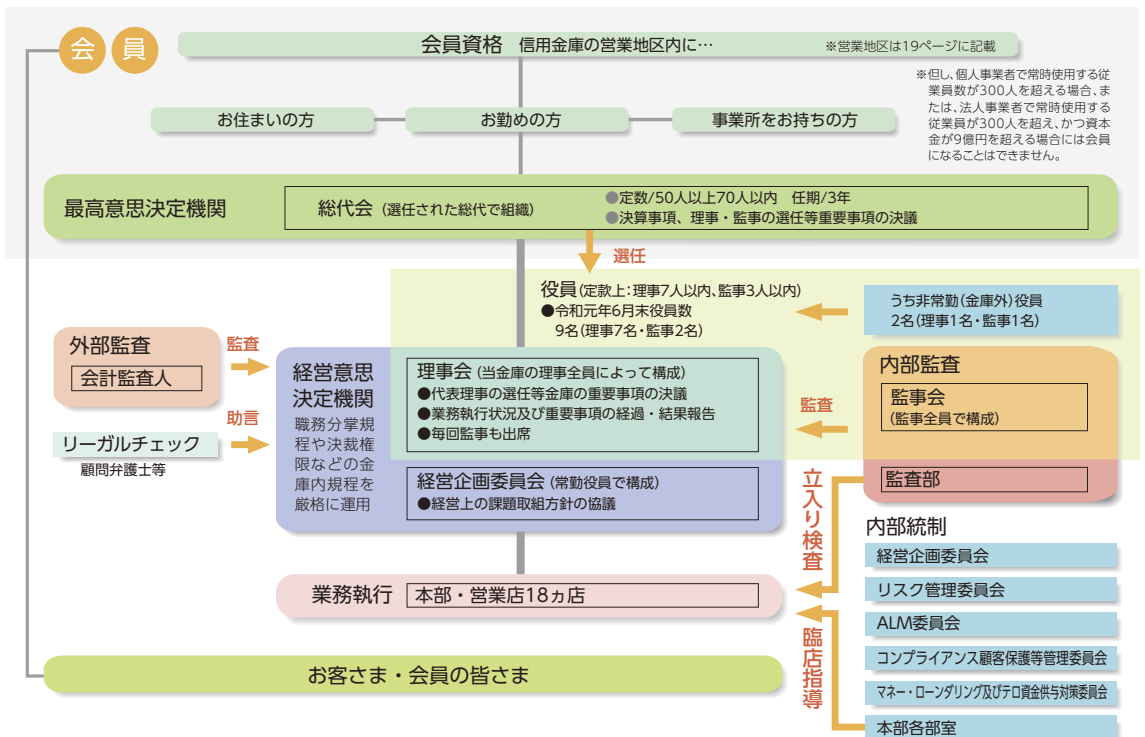 会員
会員資格 信用金庫の営業地区内に… ※営業地区は19ページに記載
※但し、個人事業者で常時使用する従
業員数が300人を超える場合、ま
たは、法人事業者で常時使用する
従業員が300人を超え、かつ資本
金が9億円を超える場合には会員
になることはできません。
お住まいの方
お勤めの方
事業所をお持ちの方
最高意思決定機関
総代会(選任された総代で組織)
●定数/50人以上70人以内 任期/3年
●決算事項、理事・監事の選任等重要事項の決議
選任
役員(定款上:理事7人以内、監事3人以内)
●令和元年6月末役員数
9名(理事7名・監事2名)
うち非常勤(金庫外)役員
2名(理事1名・監事1名)
外部監査
会計監査人
監査
リーガルチェック
顧問弁護士等
助言
経営意思
決定機関
職務分掌規
程や決裁権
限などの金
庫内規程を
厳格に運用
理事会(当金庫の理事全員によって構成)
●代表理事の選任等金庫の重要事項の決議
●業務執行状況及び重要事項の経過・結果報告
●毎回監事も出席
経営企画委員会(常勤役員で構成)
●経営上の課題取組方針の協議
監査
内部監査
監事会
(監事全員で構成)
監査部
立入り検査
内部統制
経営企画委員会
リスク管理委員会
ALM委員会
コンプライアンス顧客保護等管理委員会
マネー・ローンダリング及びテロ資金供与対策委員会
本部各部室
臨店指導
業務執行
本部・営業店18ヵ店
お客さま・会員の皆さま